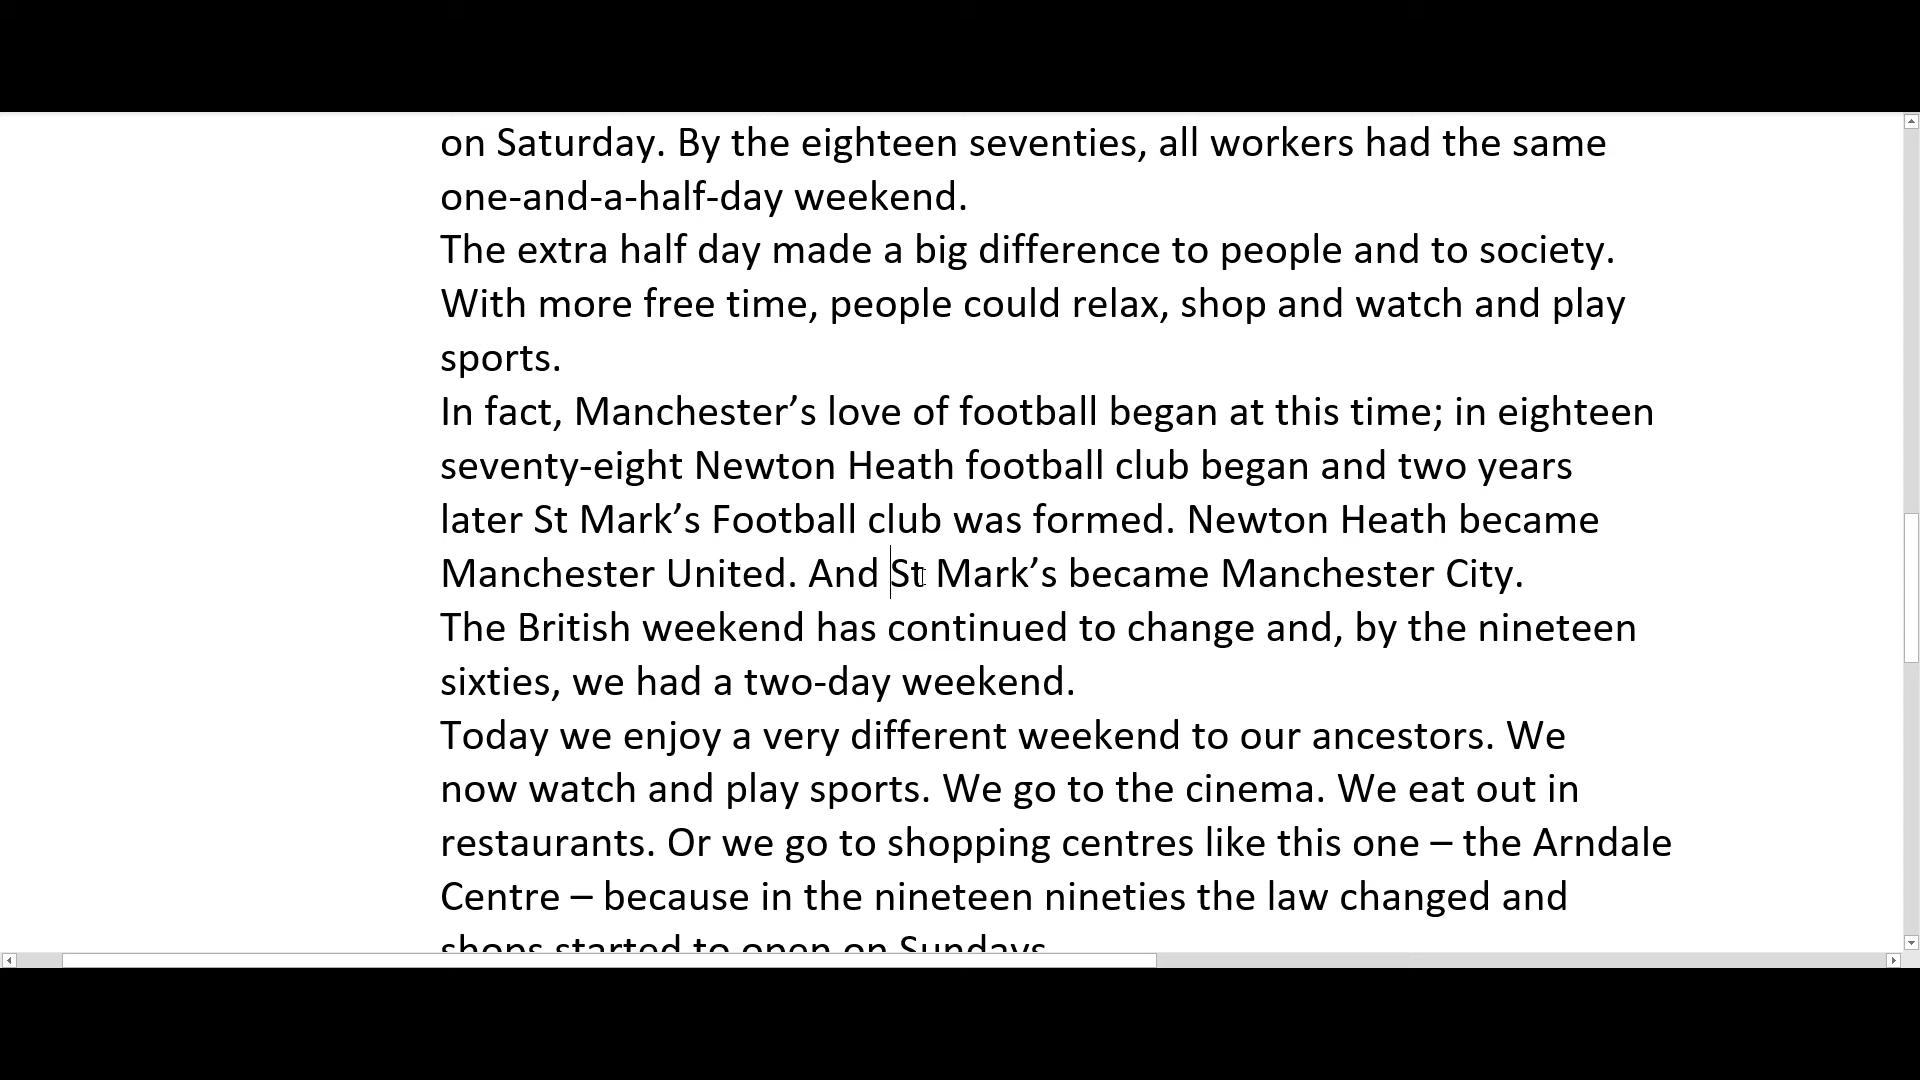 on Saturday. By the eighteen seventies, all workers had the same
one-and-a-half-day weekend.
The extra half day made a big difference to people and to society.
With more free time, people could relax, shop and watch and play
sports.
In fact, Manchester’s love of football began at this time; in eighteen
seventy-eight Newton Heath football club began and two years
later St Mark’s Football club was formed. Newton Heath became
Manchester United. And St Mark’s became Manchester City.
The British weekend has continued to change and, by the nineteen
sixties, we had a two-day weekend.
Today we enjoy a very different weekend to our ancestors. We
now watch and play sports. We go to the cinema. We eat out in
restaurants. Or we go to shopping centres like this one – the Arndale
Centre – because in the nineteen nineties the law changed and
shops started to open on Sundays.